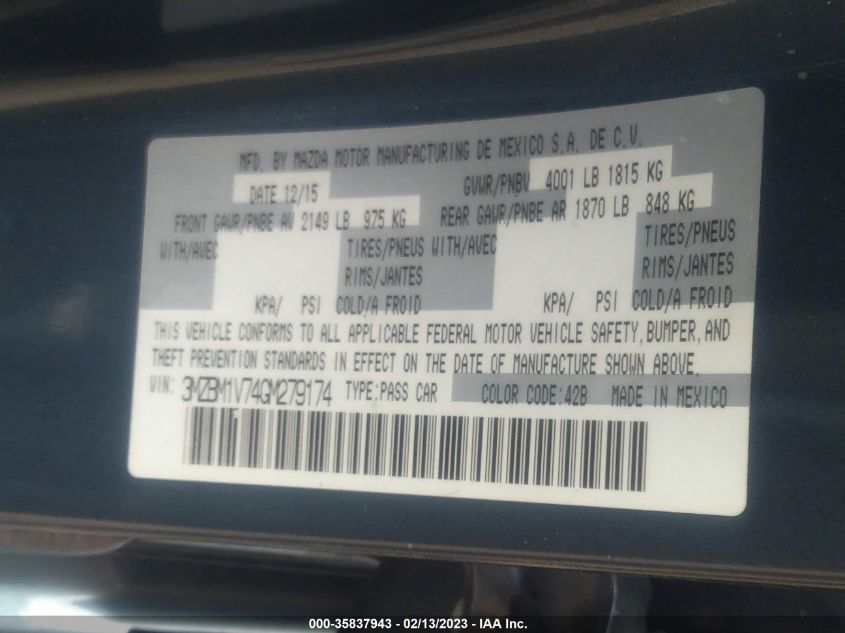 MFD. BY MAZDA MOTOR MANUFACTURING DE MEXICO S.A. DE C.V.
DATE 12/15 GVWR/PNBV 4001 LB 1815 KG
FRONT GAWR/PNBE AV 2149 LB 975 KG REAR GAWR/PNBE AR 1870 LB 848 KG
WITH/AVEC TIRES/PNEUS WITH/AVEC TIRES/PNEUS
RIMS/JANTES RIMS/JANTES
KPA/ PSI COLD/A FROID KPA/ PSI COLD/A FROID
THIS VEHICLE CONFORMS TO ALL APPLICABLE FEDERAL MOTOR VEHICLE SAFETY, BUMPER, AND
THEFT PREVENTION STANDARDS IN EFFECT ON THE DATE OF MANUFACTURE SHOWN ABOVE.
VIN: 3MZBM1V74GM279174 TYPE:PASS CAR COLOR CODE:42B MADE IN MEXICO
000-35837943 — 02/13/2023 — IAA Inc.